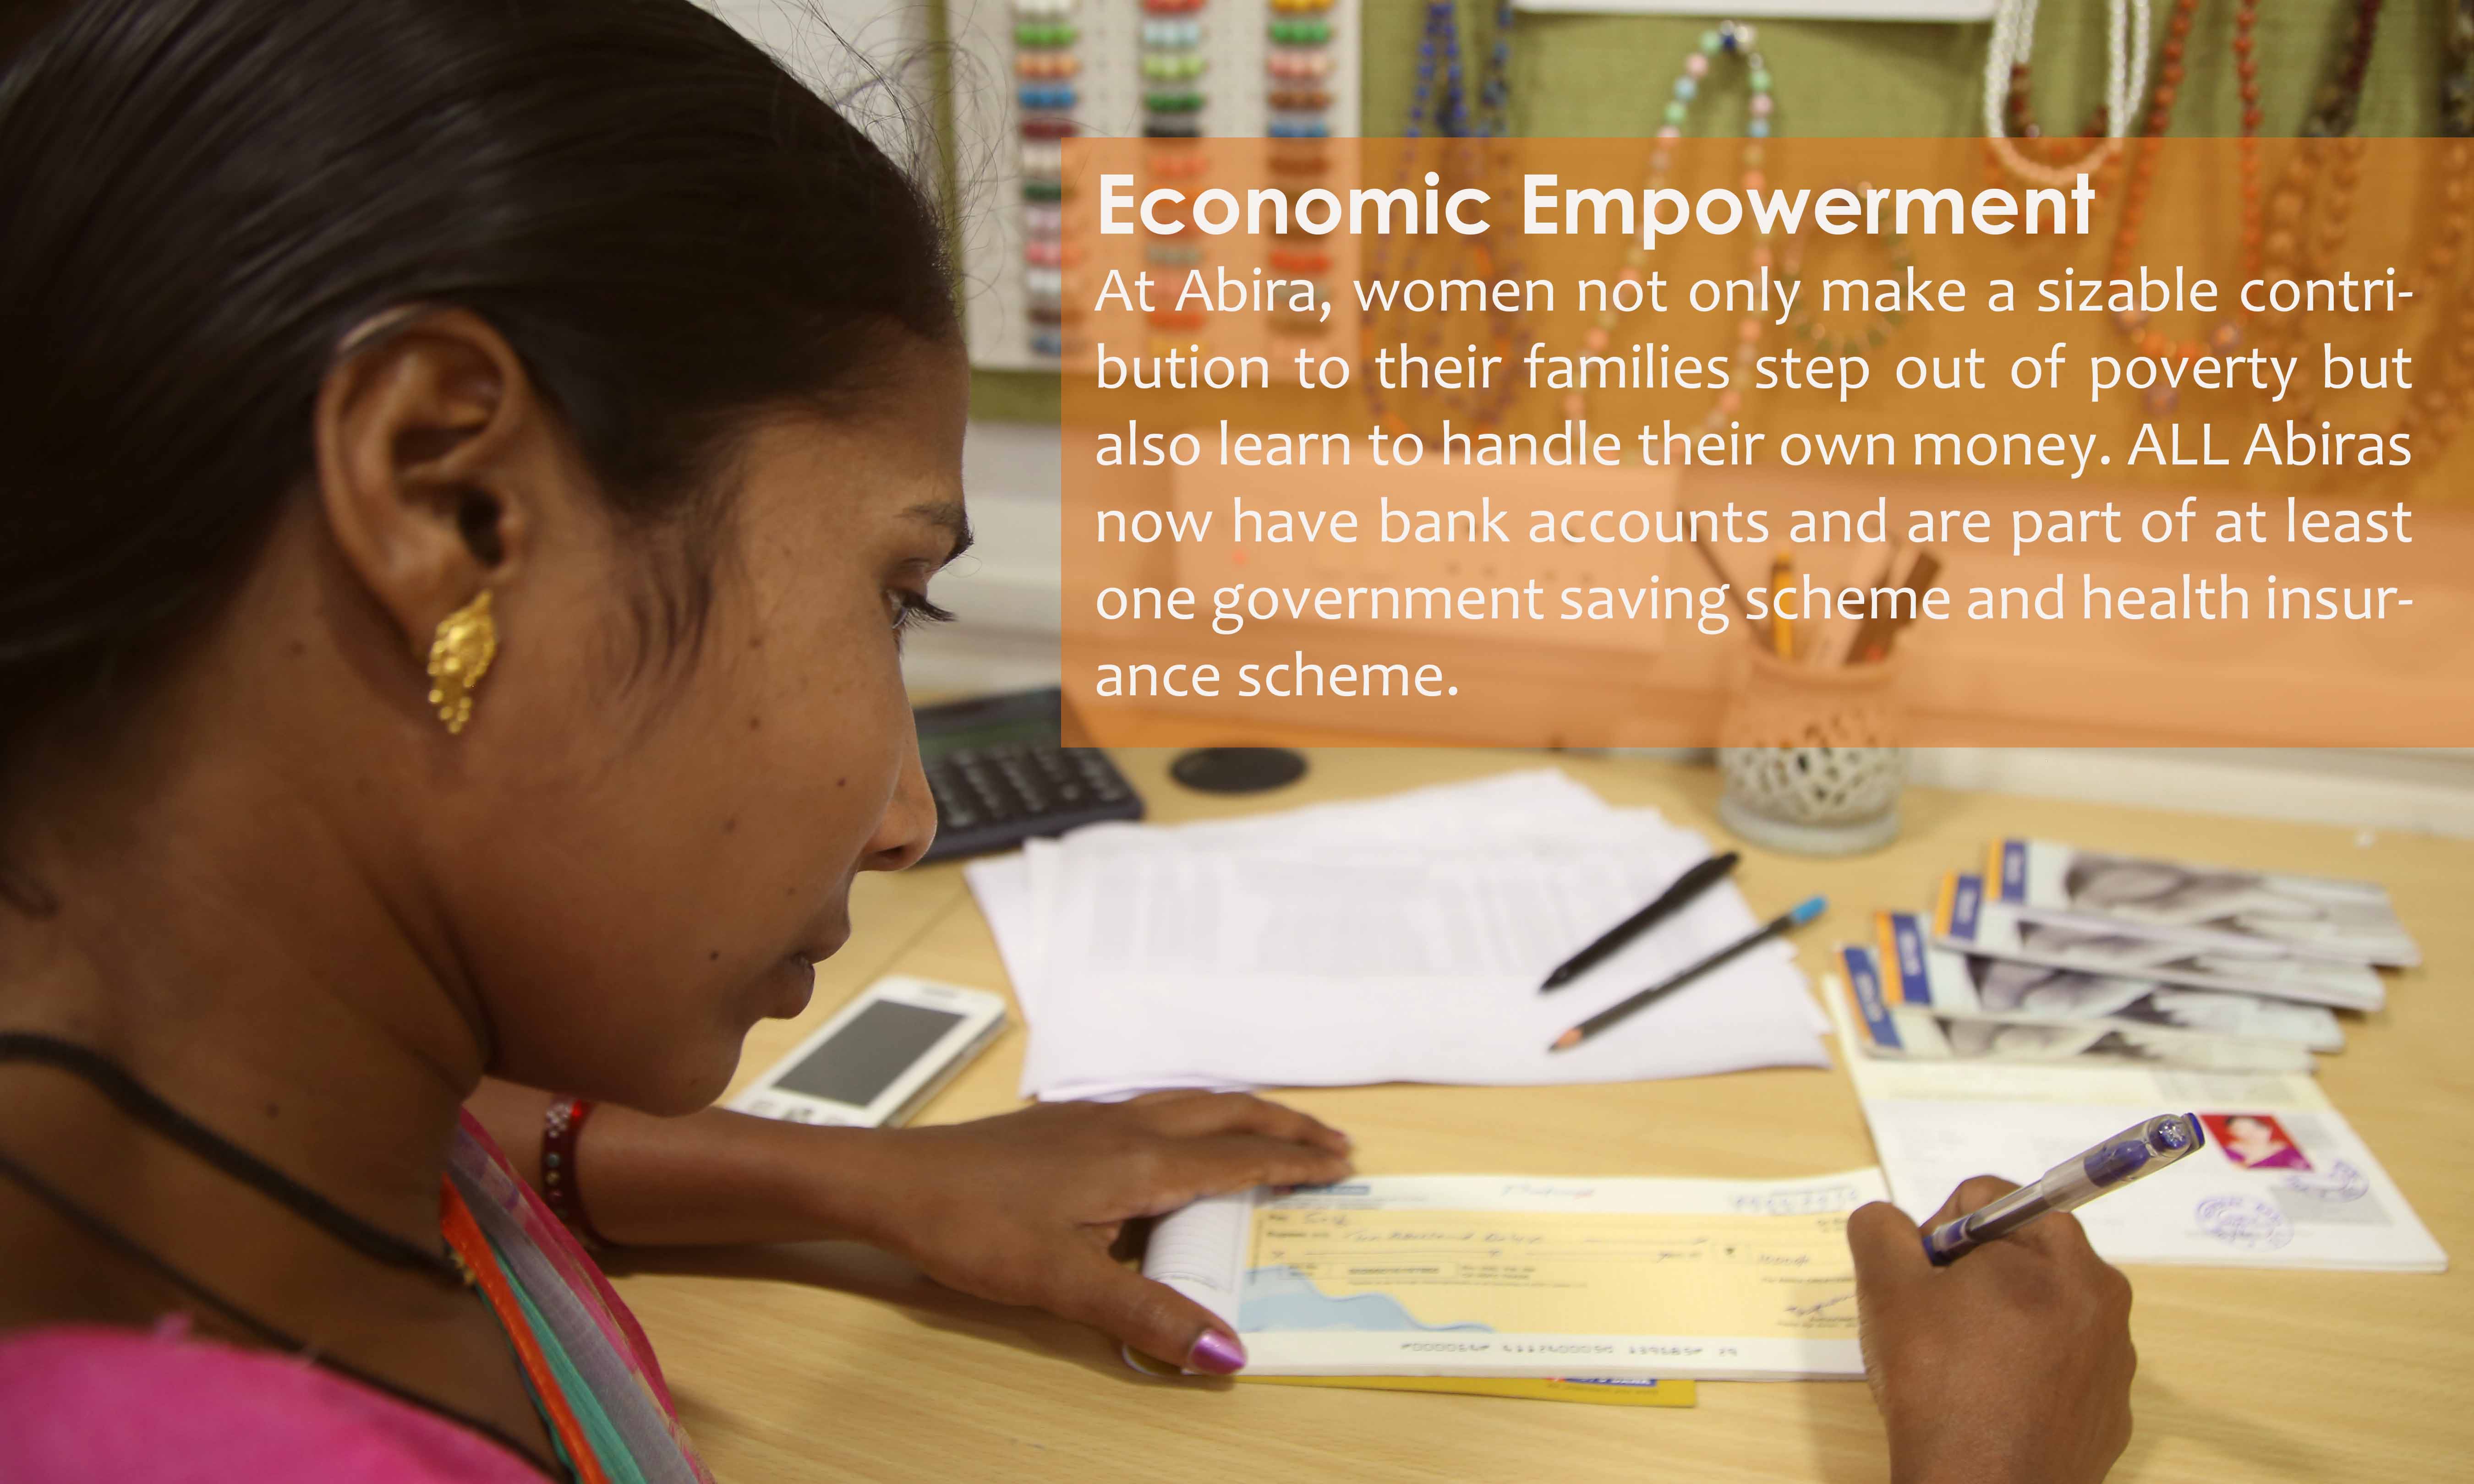 Economic Empowerment
At Abira, women not only make a sizable contri-
bution to their families step out of poverty but
also learn to handle their own money. ALL Abiras
now have bank accounts and are part of at least
one government saving scheme and health insur-
ance scheme.